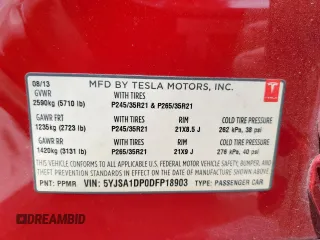 08/13 MFD BY TESLA MOTORS, INC.
GVWR WITH TIRES
2590kg (5710 lb) P245/35R21 & P265/35R21
GAWR FRT WITH TIRES COLD TIRE PRESSURE
1235kg (2723 lb) P245/35R21 21X8.5 J 262 kPa, 38 psi
GAWR RR WITH TIRES COLD TIRE PRESSURE
1420kg (3131 lb) P265/35R21 21X9 J 276 kPa, 40 psi
THIS VEHICLE CONFORMS TO ALL APPLICABLE U.S. FEDERAL MOTOR VEHICLE SAFETY, BUMPER, AND THEFT PREVENTION STANDARDS IN EFFECT ON THE DATE OF MANUFACTURE SHOWN ABOVE.
PNT: PPMR VIN: 5YJSA1DP0DFP18903 TYPE: PASSENGER CAR
DREAMBID